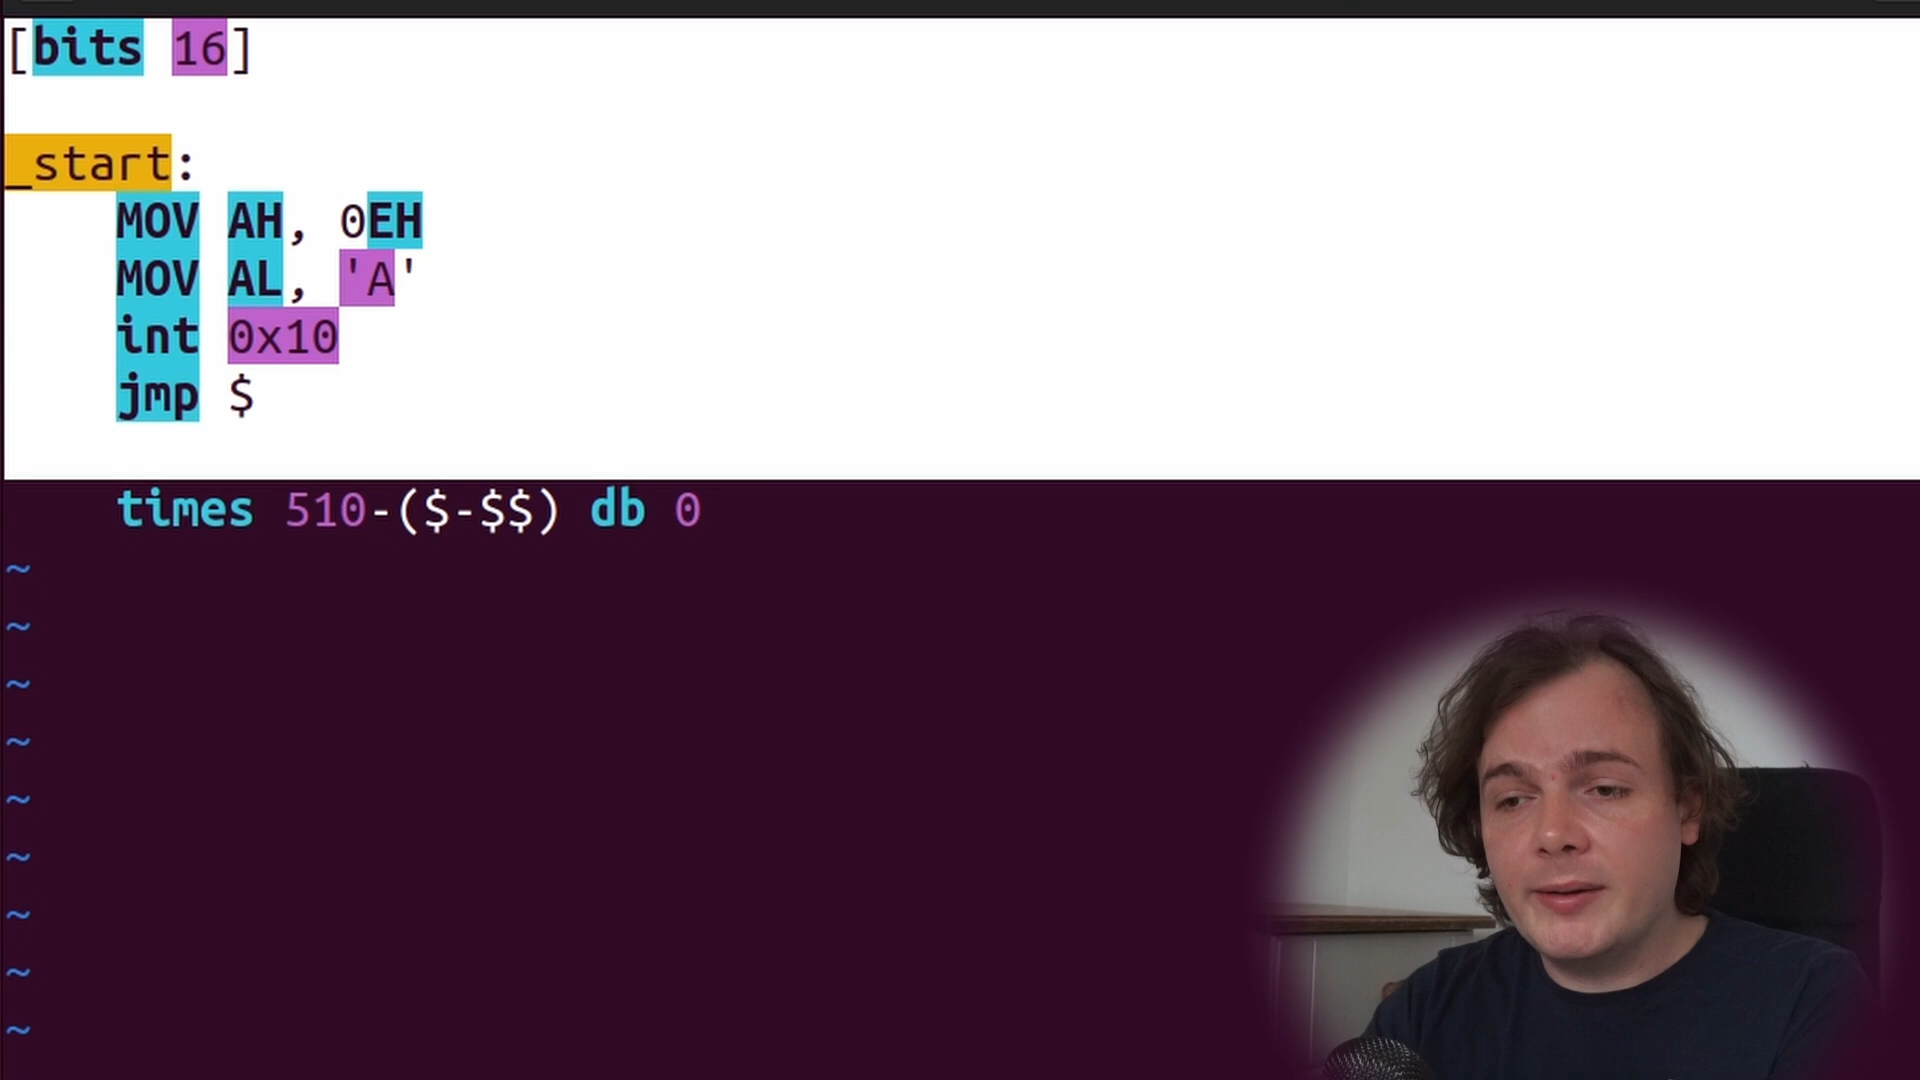 [bits 16]
_start:
MOV AH, 0EH
MOV AL, 'A'
int 0x10
jmp $
times 510-($-$$) db 0
~
~
~
~
~
~
~
~
~